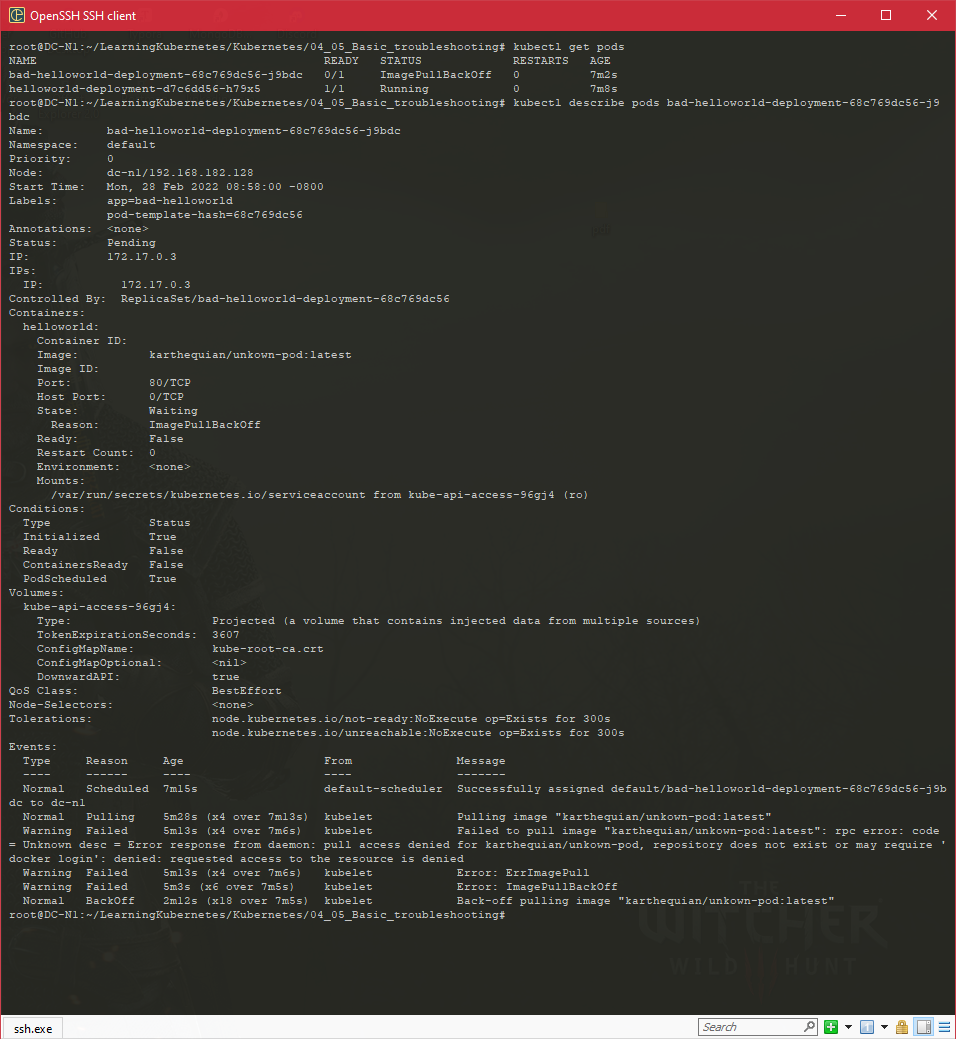 OpenSSH SSH client
root@DC-N1:~/LearningKubernetes/Kubernetes/04_05_Basic_troubleshooting# kubectl get pods
NAME READY STATUS RESTARTS AGE
bad-helloworld-deployment-68c769dc56-j9bdc 0/1 ImagePullBackOff 0 7m2s
helloworld-deployment-d7c6dd56-h79x5 1/1 Running 0 7m8s
root@DC-N1:~/LearningKubernetes/Kubernetes/04_05_Basic_troubleshooting# kubectl describe pods bad-helloworld-deployment-68c769dc56-j9
bdc
Name: bad-helloworld-deployment-68c769dc56-j9bdc
Namespace: default
Priority: 0
Node: dc-n1/192.168.182.128
Start Time: Mon, 28 Feb 2022 08:58:00 -0800
Labels: app=bad-helloworld
pod-template-hash=68c769dc56
Annotations: <none>
Status: Pending
IP: 172.17.0.3
IPs:
IP: 172.17.0.3
Controlled By: ReplicaSet/bad-helloworld-deployment-68c769dc56
Containers:
helloworld:
Container ID:
Image: karthequian/unkown-pod:latest
Image ID:
Port: 80/TCP
Host Port: 0/TCP
State: Waiting
Reason: ImagePullBackOff
Ready: False
Restart Count: 0
Environment: <none>
Mounts:
/var/run/secrets/kubernetes.io/serviceaccount from kube-api-access-96gj4 (ro)
Conditions:
Type Status
Initialized True
Ready False
ContainersReady False
PodScheduled True
Volumes:
kube-api-access-96gj4:
Type: Projected (a volume that contains injected data from multiple sources)
TokenExpirationSeconds: 3607
ConfigMapName: kube-root-ca.crt
ConfigMapOptional: <nil>
DownwardAPI: true
QoS Class: BestEffort
Node-Selectors: <none>
Tolerations: node.kubernetes.io/not-ready:NoExecute op=Exists for 300s
node.kubernetes.io/unreachable:NoExecute op=Exists for 300s
Events:
Type Reason Age From Message
---- ------ ---- ---- -------
Normal Scheduled 7m15s default-scheduler Successfully assigned default/bad-helloworld-deployment-68c769dc56-j9b
dc to dc-n1
Normal Pulling 5m28s (x4 over 7m13s) kubelet Pulling image "karthequian/unkown-pod:latest"
Warning Failed 5m13s (x4 over 7m6s) kubelet Failed to pull image "karthequian/unkown-pod:latest": rpc error: code
= Unknown desc = Error response from daemon: pull access denied for karthequian/unkown-pod, repository does not exist or may require '
docker login': denied: requested access to the resource is denied
Warning Failed 5m13s (x4 over 7m6s) kubelet Error: ErrImagePull
Warning Failed 5m3s (x6 over 7m5s) kubelet Error: ImagePullBackOff
Normal BackOff 2m12s (x18 over 7m5s) kubelet Back-off pulling image "karthequian/unkown-pod:latest"
root@DC-N1:~/LearningKubernetes/Kubernetes/04_05_Basic_troubleshooting#
THE
WITCHER
WILD HUNT
ssh.exe
Search